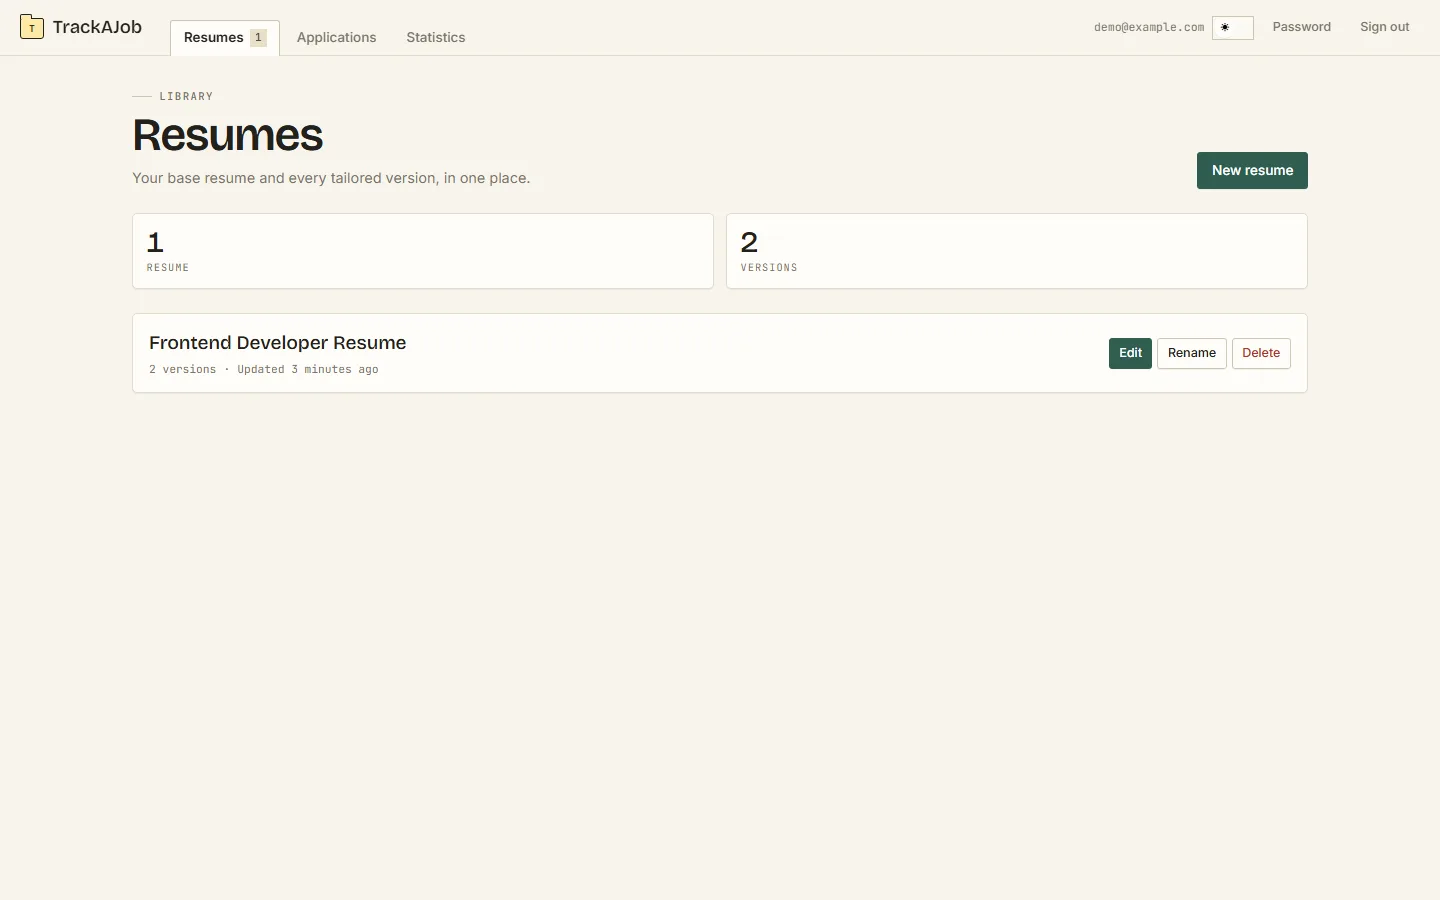 T TrackAJob Resumes 1 Applications Statistics demo@example.com Password Sign out
LIBRARY
Resumes
Your base resume and every tailored version, in one place.
New resume
1
RESUME
2
VERSIONS
Frontend Developer Resume
2 versions · Updated 3 minutes ago
Edit Rename Delete